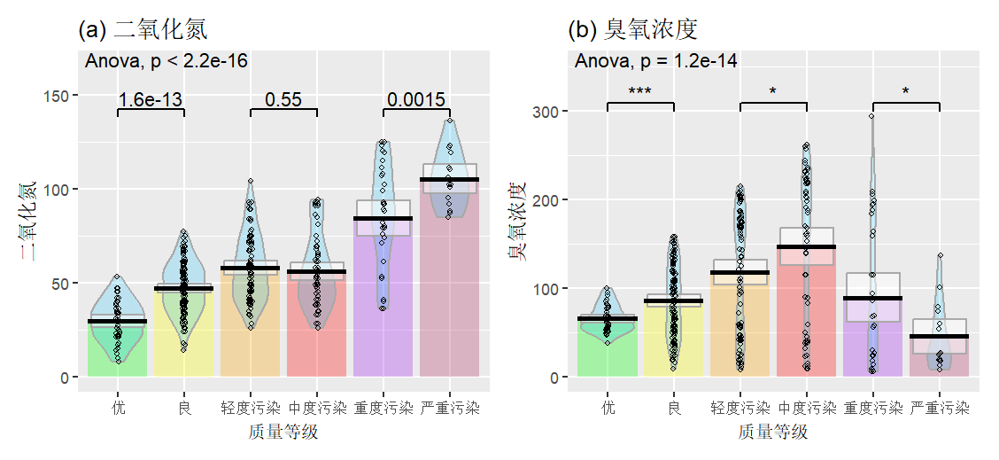 (a) 二氧化氮
Anova, p < 2.2e-16
1.6e-13
0.55
0.0015
150
100
50
0
二氧化氮
优
良
轻度污染
中度污染
重度污染
严重污染
质量等级
(b) 臭氧浓度
Anova, p = 1.2e-14
***
*
*
300
200
100
0
臭氧浓度
优
良
轻度污染
中度污染
重度污染
严重污染
质量等级